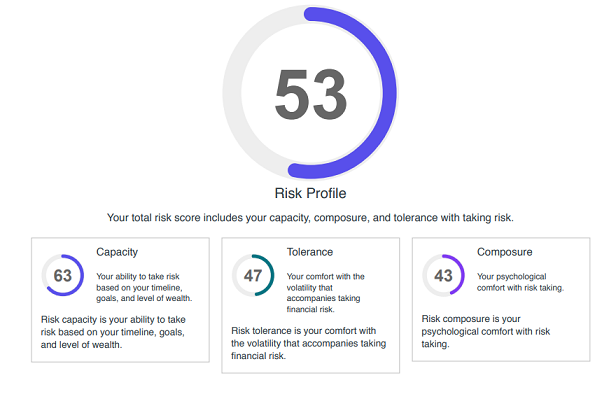 53
Risk Profile
Your total risk score includes your capacity, composure, and tolerance with taking risk.
63
Capacity
Your ability to take risk
based on your timeline,
goals, and level of wealth.
Risk capacity is your ability to take
risk based on your timeline, goals,
and level of wealth.
47
Tolerance
Your comfort with the
volatility that
accompanies taking
financial risk.
Risk tolerance is your comfort with
the volatility that accompanies taking
financial risk.
43
Composure
Your psychological
comfort with risk taking.
Risk composure is your
psychological comfort with risk
taking.